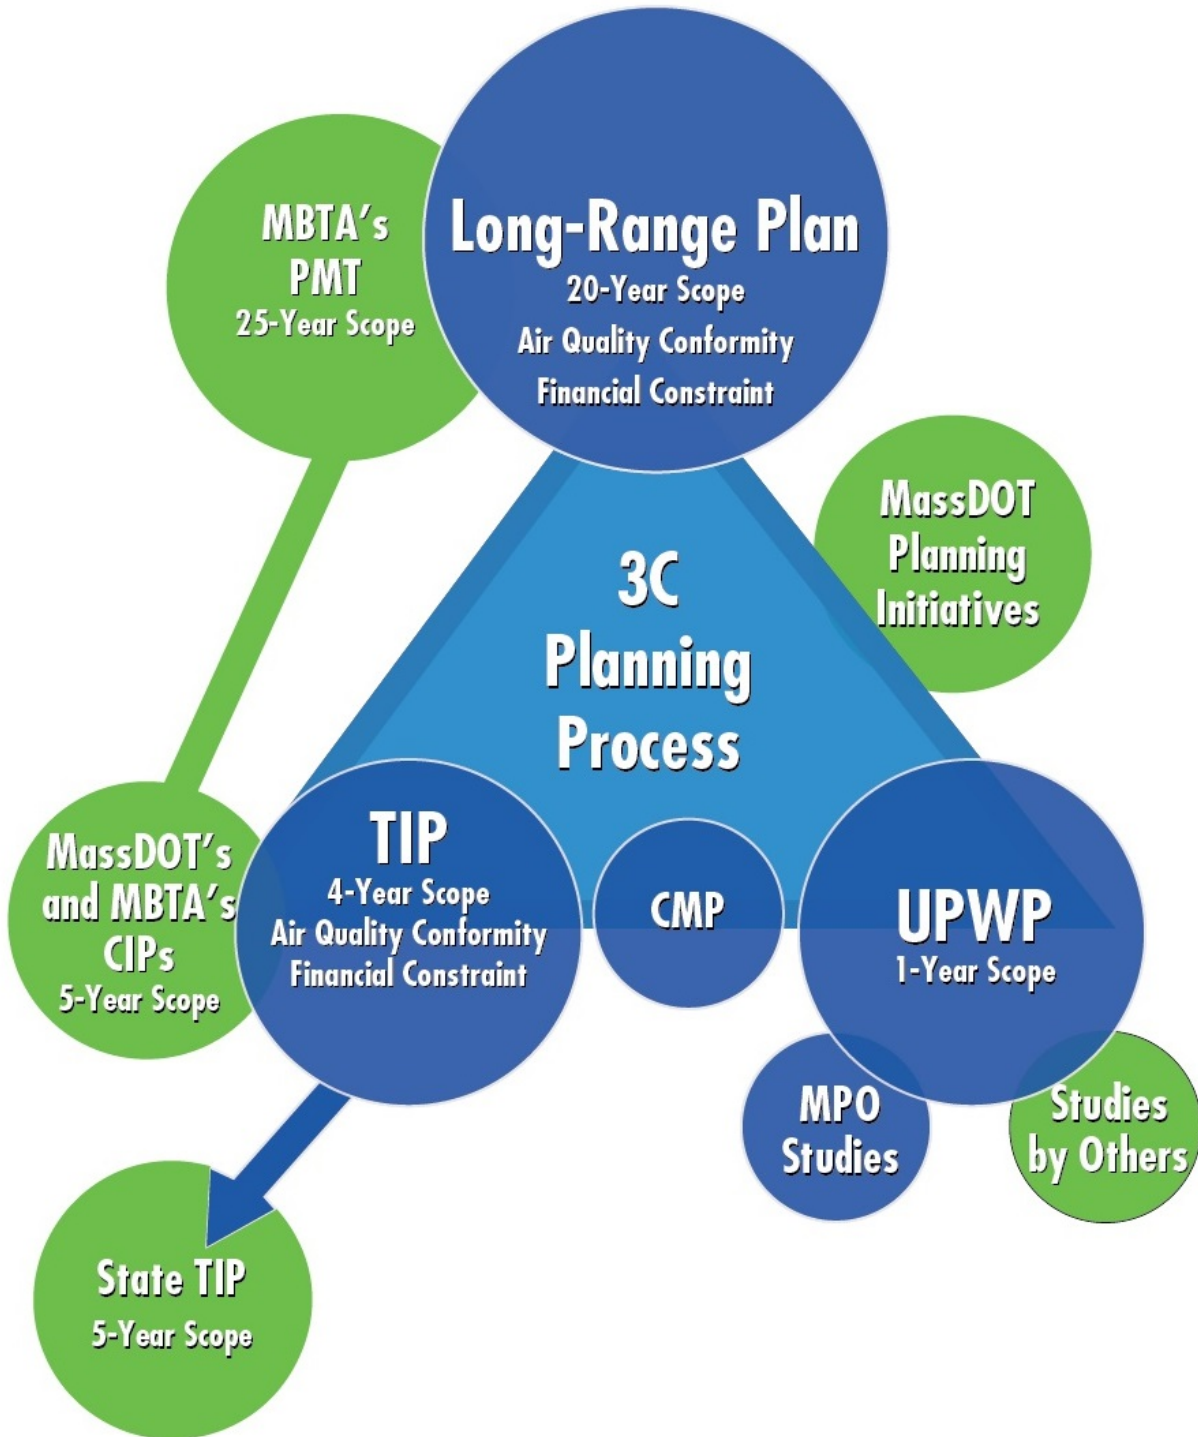 MBTA's
PMT
25-Year Scope
Long-Range Plan
20-Year Scope
Air Quality Conformity
Financial Constraint
MassDOT
Planning
Initiatives
3C
Planning
Process
MassDOT's
and MBTA's
CIPs
5-Year Scope
TIP
4-Year Scope
Air Quality Conformity
Financial Constraint
CMP
UPWP
1-Year Scope
MPO
Studies
Studies
by Others
State TIP
5-Year Scope